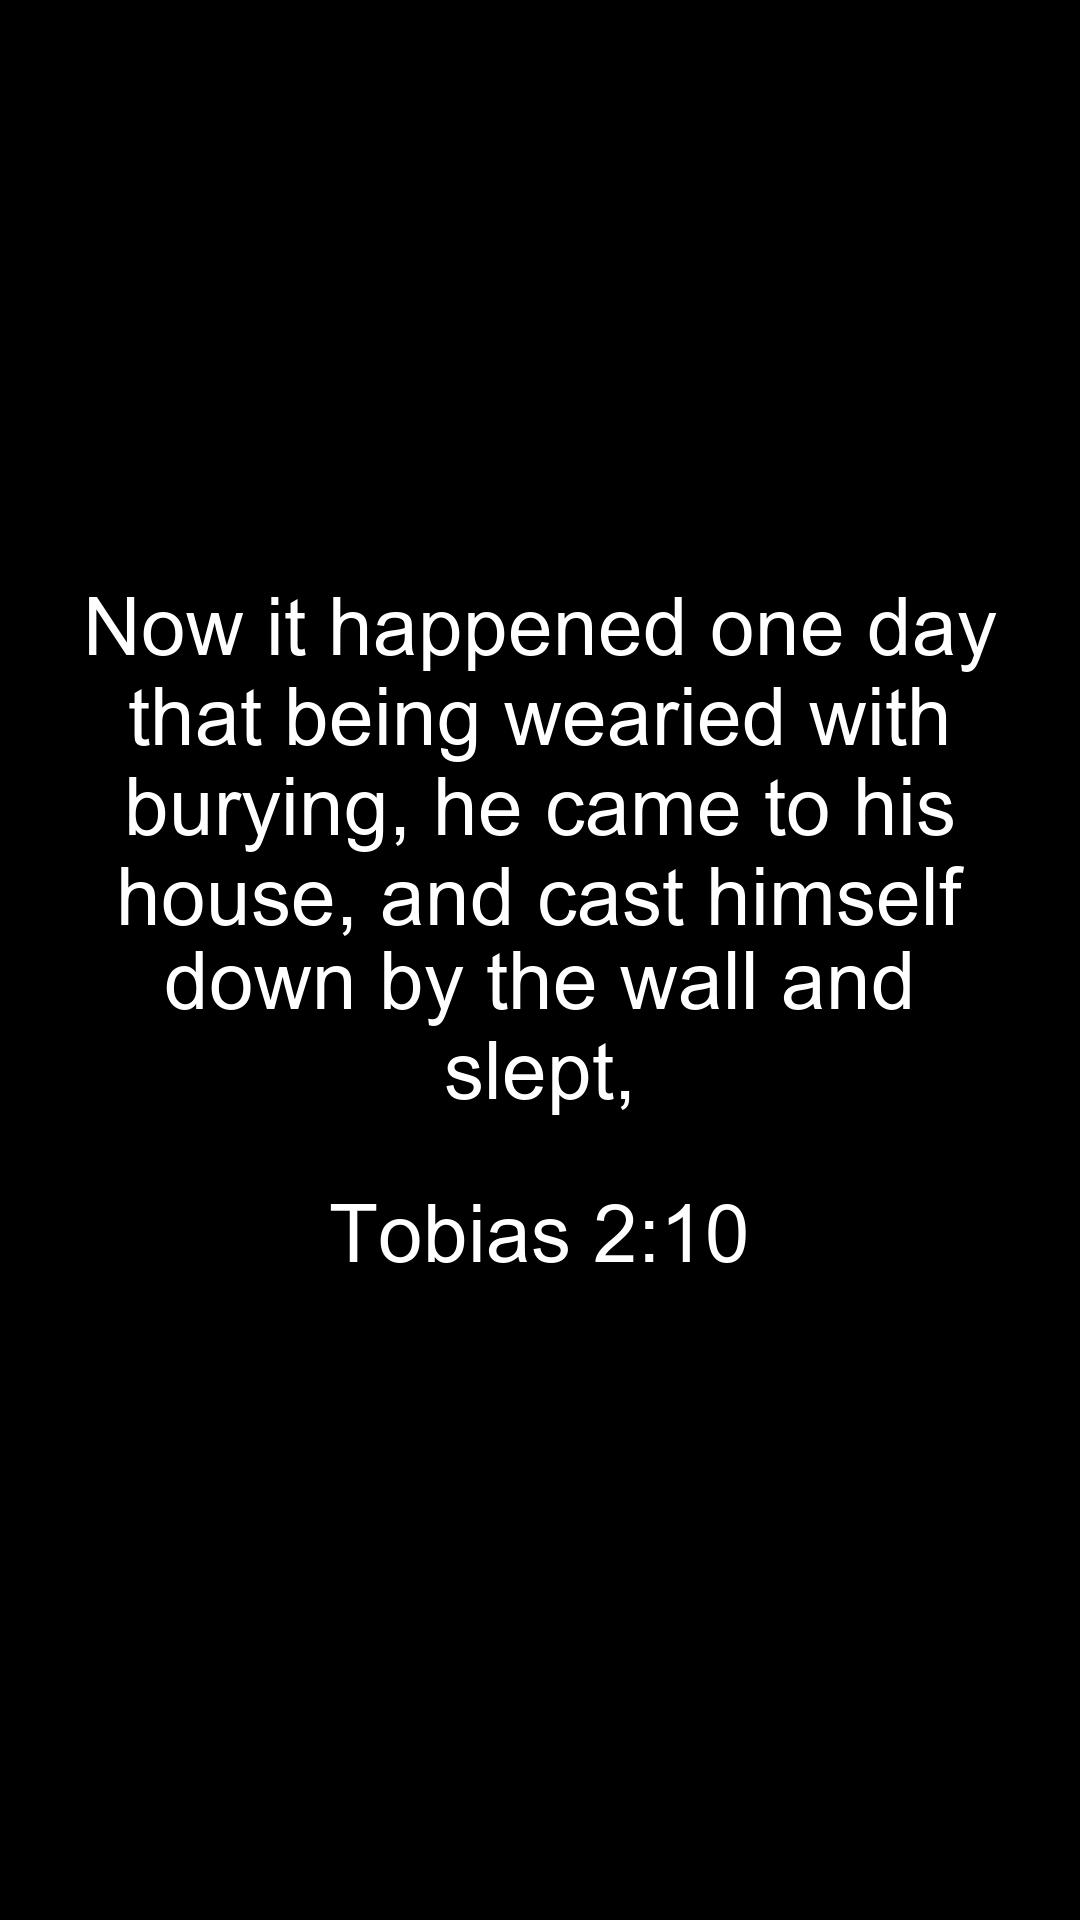 Now it happened one day
that being wearied with
burying, he came to his
house, and cast himself
down by the wall and
slept,
Tobias 2:10